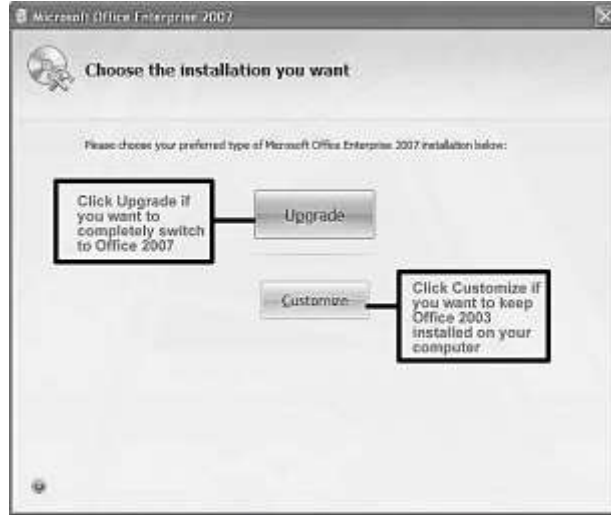 Microsoft Office Enterprise 2007
Choose the installation you want
Please choose your preferred type of Microsoft Office Enterprise 2007 installation below:
Click Upgrade if
you want to
completely switch
to Office 2007
Upgrade
Customize
Click Customize if
you want to keep
Office 2003
installed on your
computer